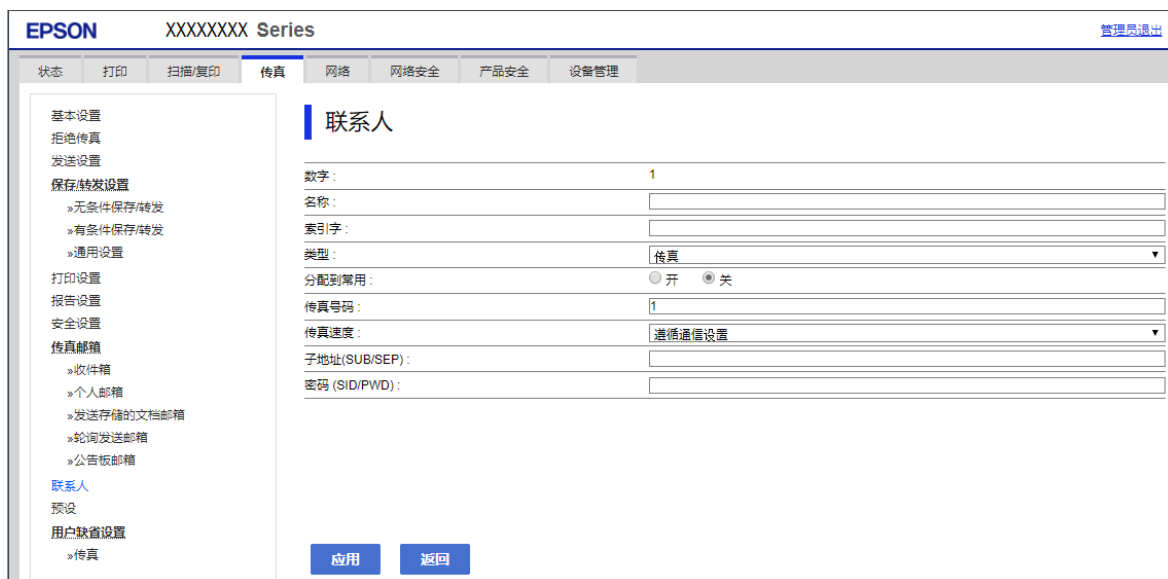 EPSON XXXXXXXX Series 管理员退出
状态 打印 扫描/复印 传真 网络 网络安全 产品安全 设备管理
基本设置
拒绝传真
发送设置
保存/转发设置
»无条件保存/转发
»有条件保存/转发
»通用设置
打印设置
报告设置
安全设置
传真邮箱
»收件箱
»个人邮箱
»发送存储的文档邮箱
»轮询发送邮箱
»公告板邮箱
联系人
预设
用户缺省设置
»传真
联系人
数字 : 1
名称 :
索引字 :
类型 : 传真
分配到常用 : 开 关
传真号码 : 1
传真速度 : 遵循通信设置
子地址(SUB/SEP) :
密码 (SID/PWD) :
应用 返回